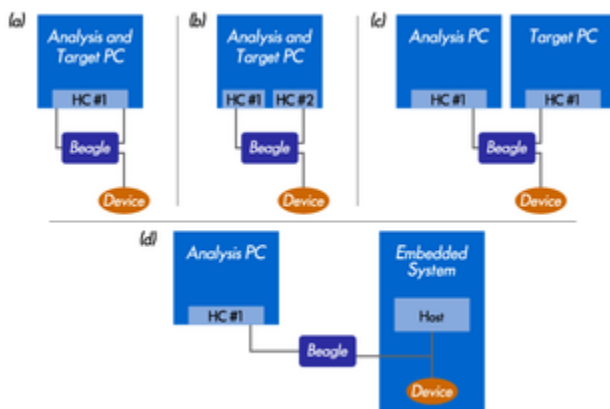 (a)
Analysis and
Target PC
HC #1
Beagle
Device
(b)
Analysis and
Target PC
HC #1
HC #2
Beagle
Device
(c)
Analysis PC
HC #1
Target PC
HC #1
Beagle
Device
(d)
Analysis PC
HC #1
Beagle
Embedded
System
Host
Device